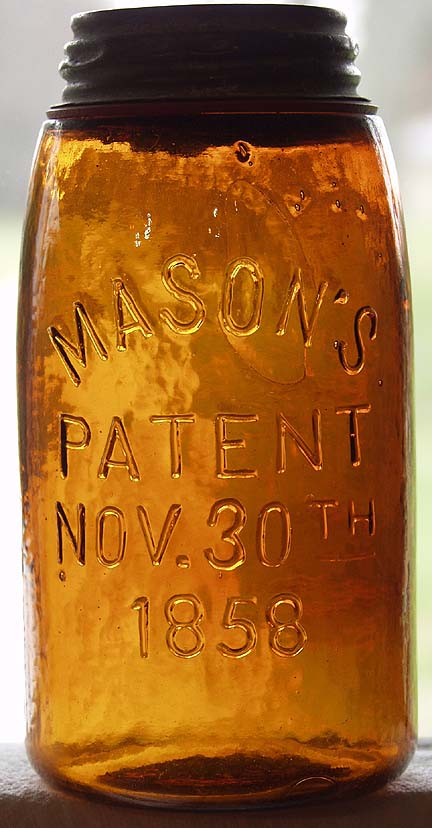 MASON'S
PATENT
NOV. 30TH
1858